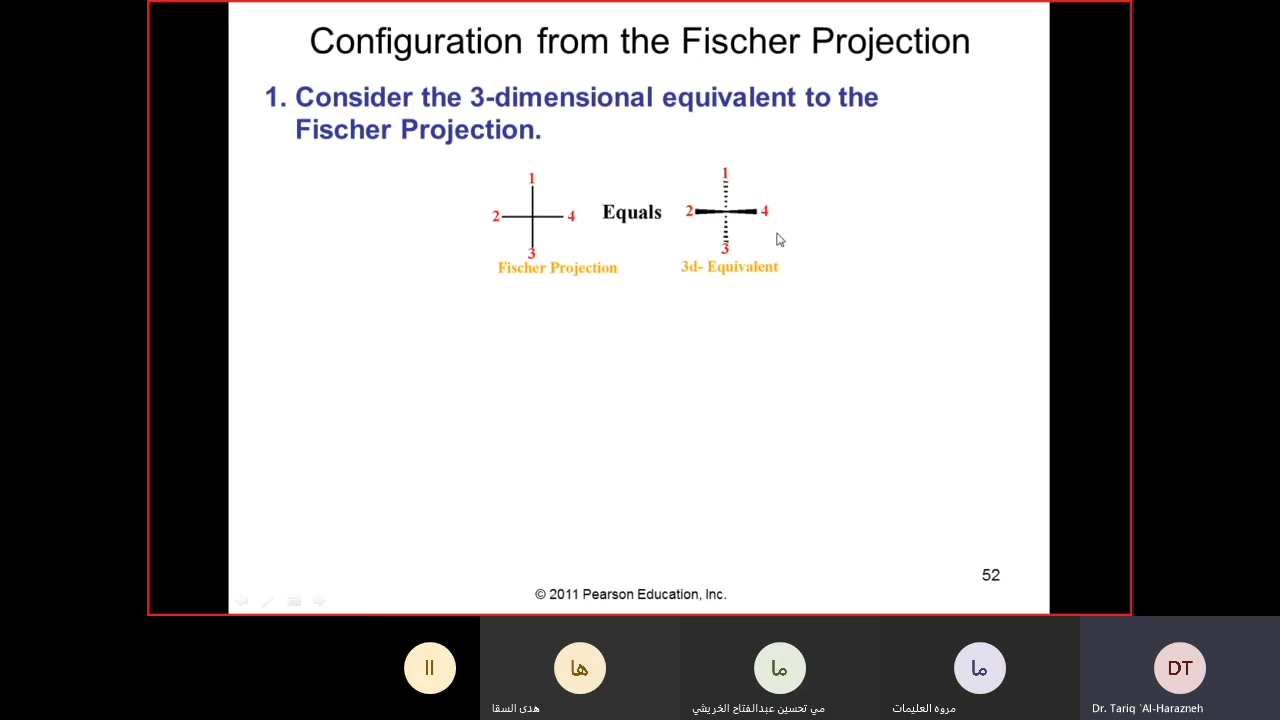 Configuration from the Fischer Projection
1. Consider the 3-dimensional equivalent to the
Fischer Projection.
1
2
4
3
Fischer Projection
Equals
1
2
4
3
3d- Equivalent
52
© 2011 Pearson Education, Inc.
اا
ها
هدى السقا
ما
مي تحسين عبدالفتاح الخريشي
ما
مروه العليمات
DT
Dr. Tariq `Al-Harazneh